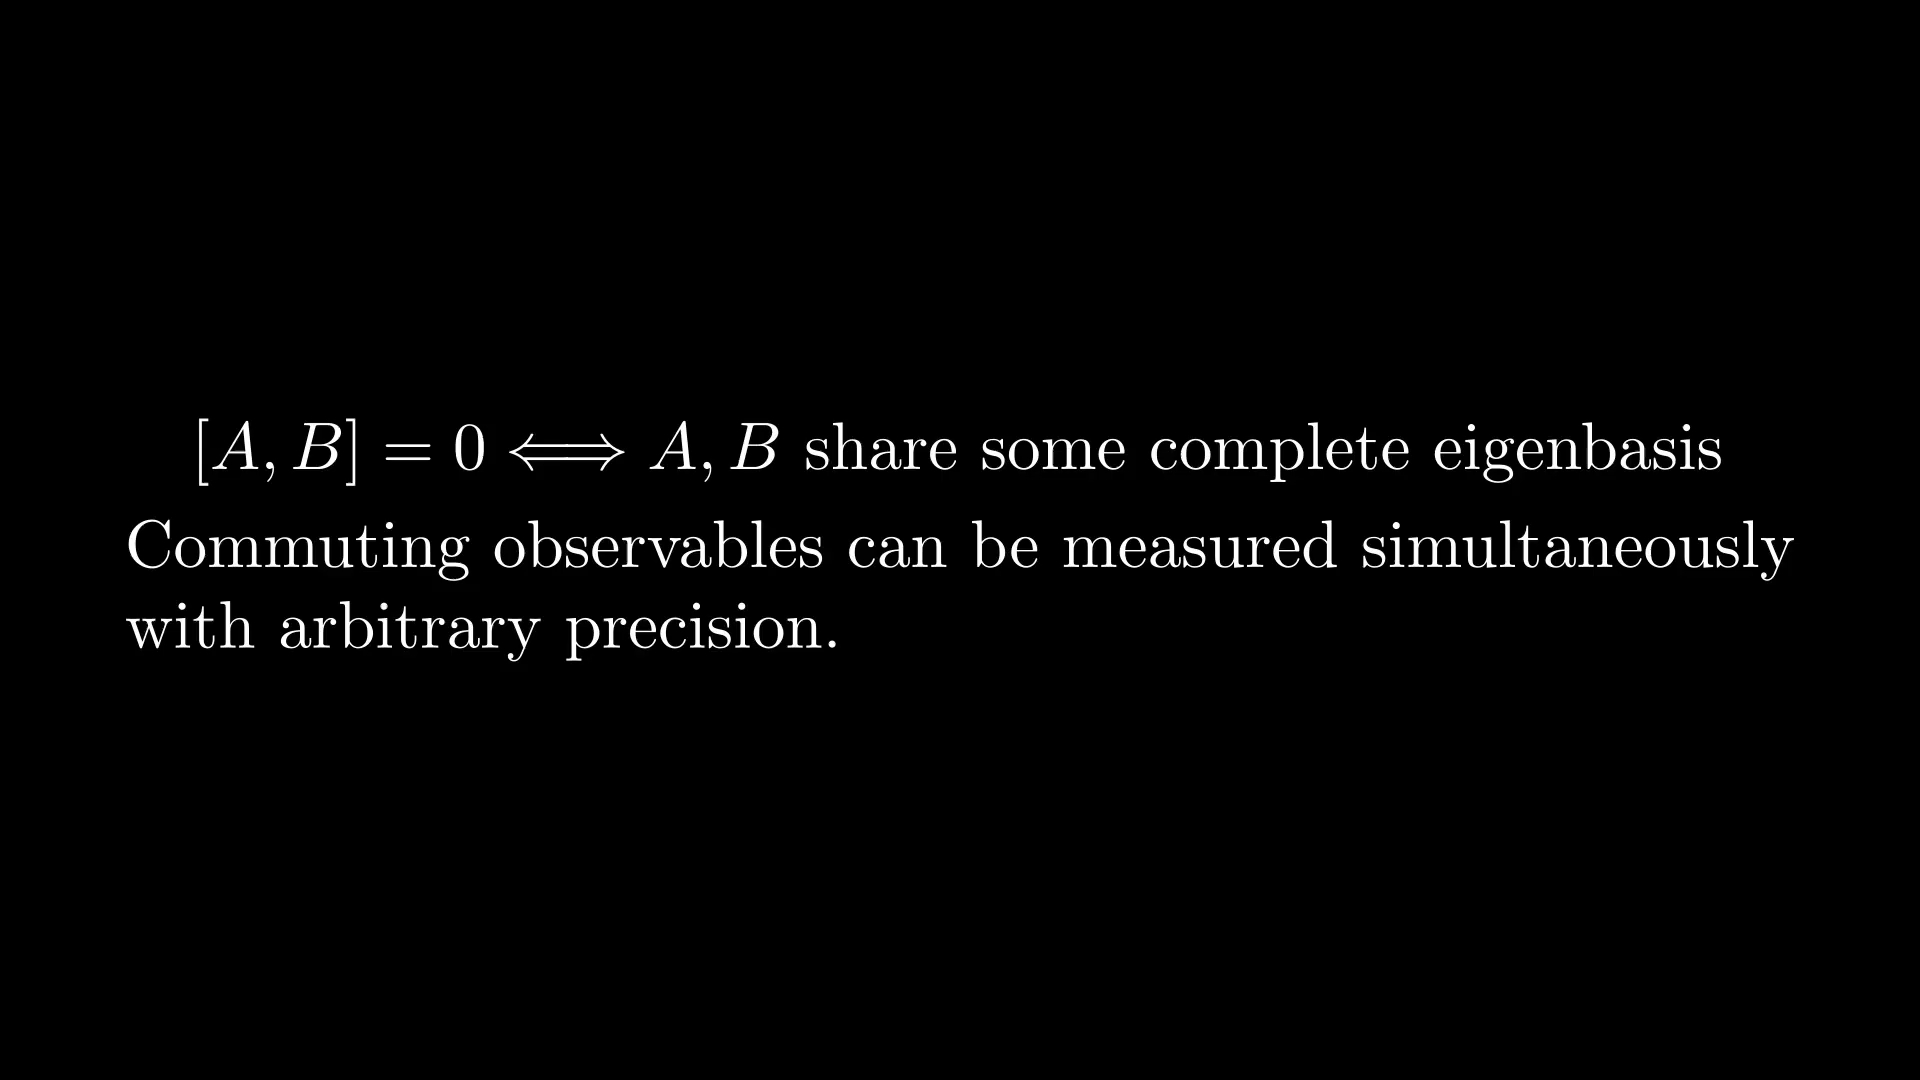 [A, B] = 0 ⟺ A, B share some complete eigenbasis
Commuting observables can be measured simultaneously
with arbitrary precision.